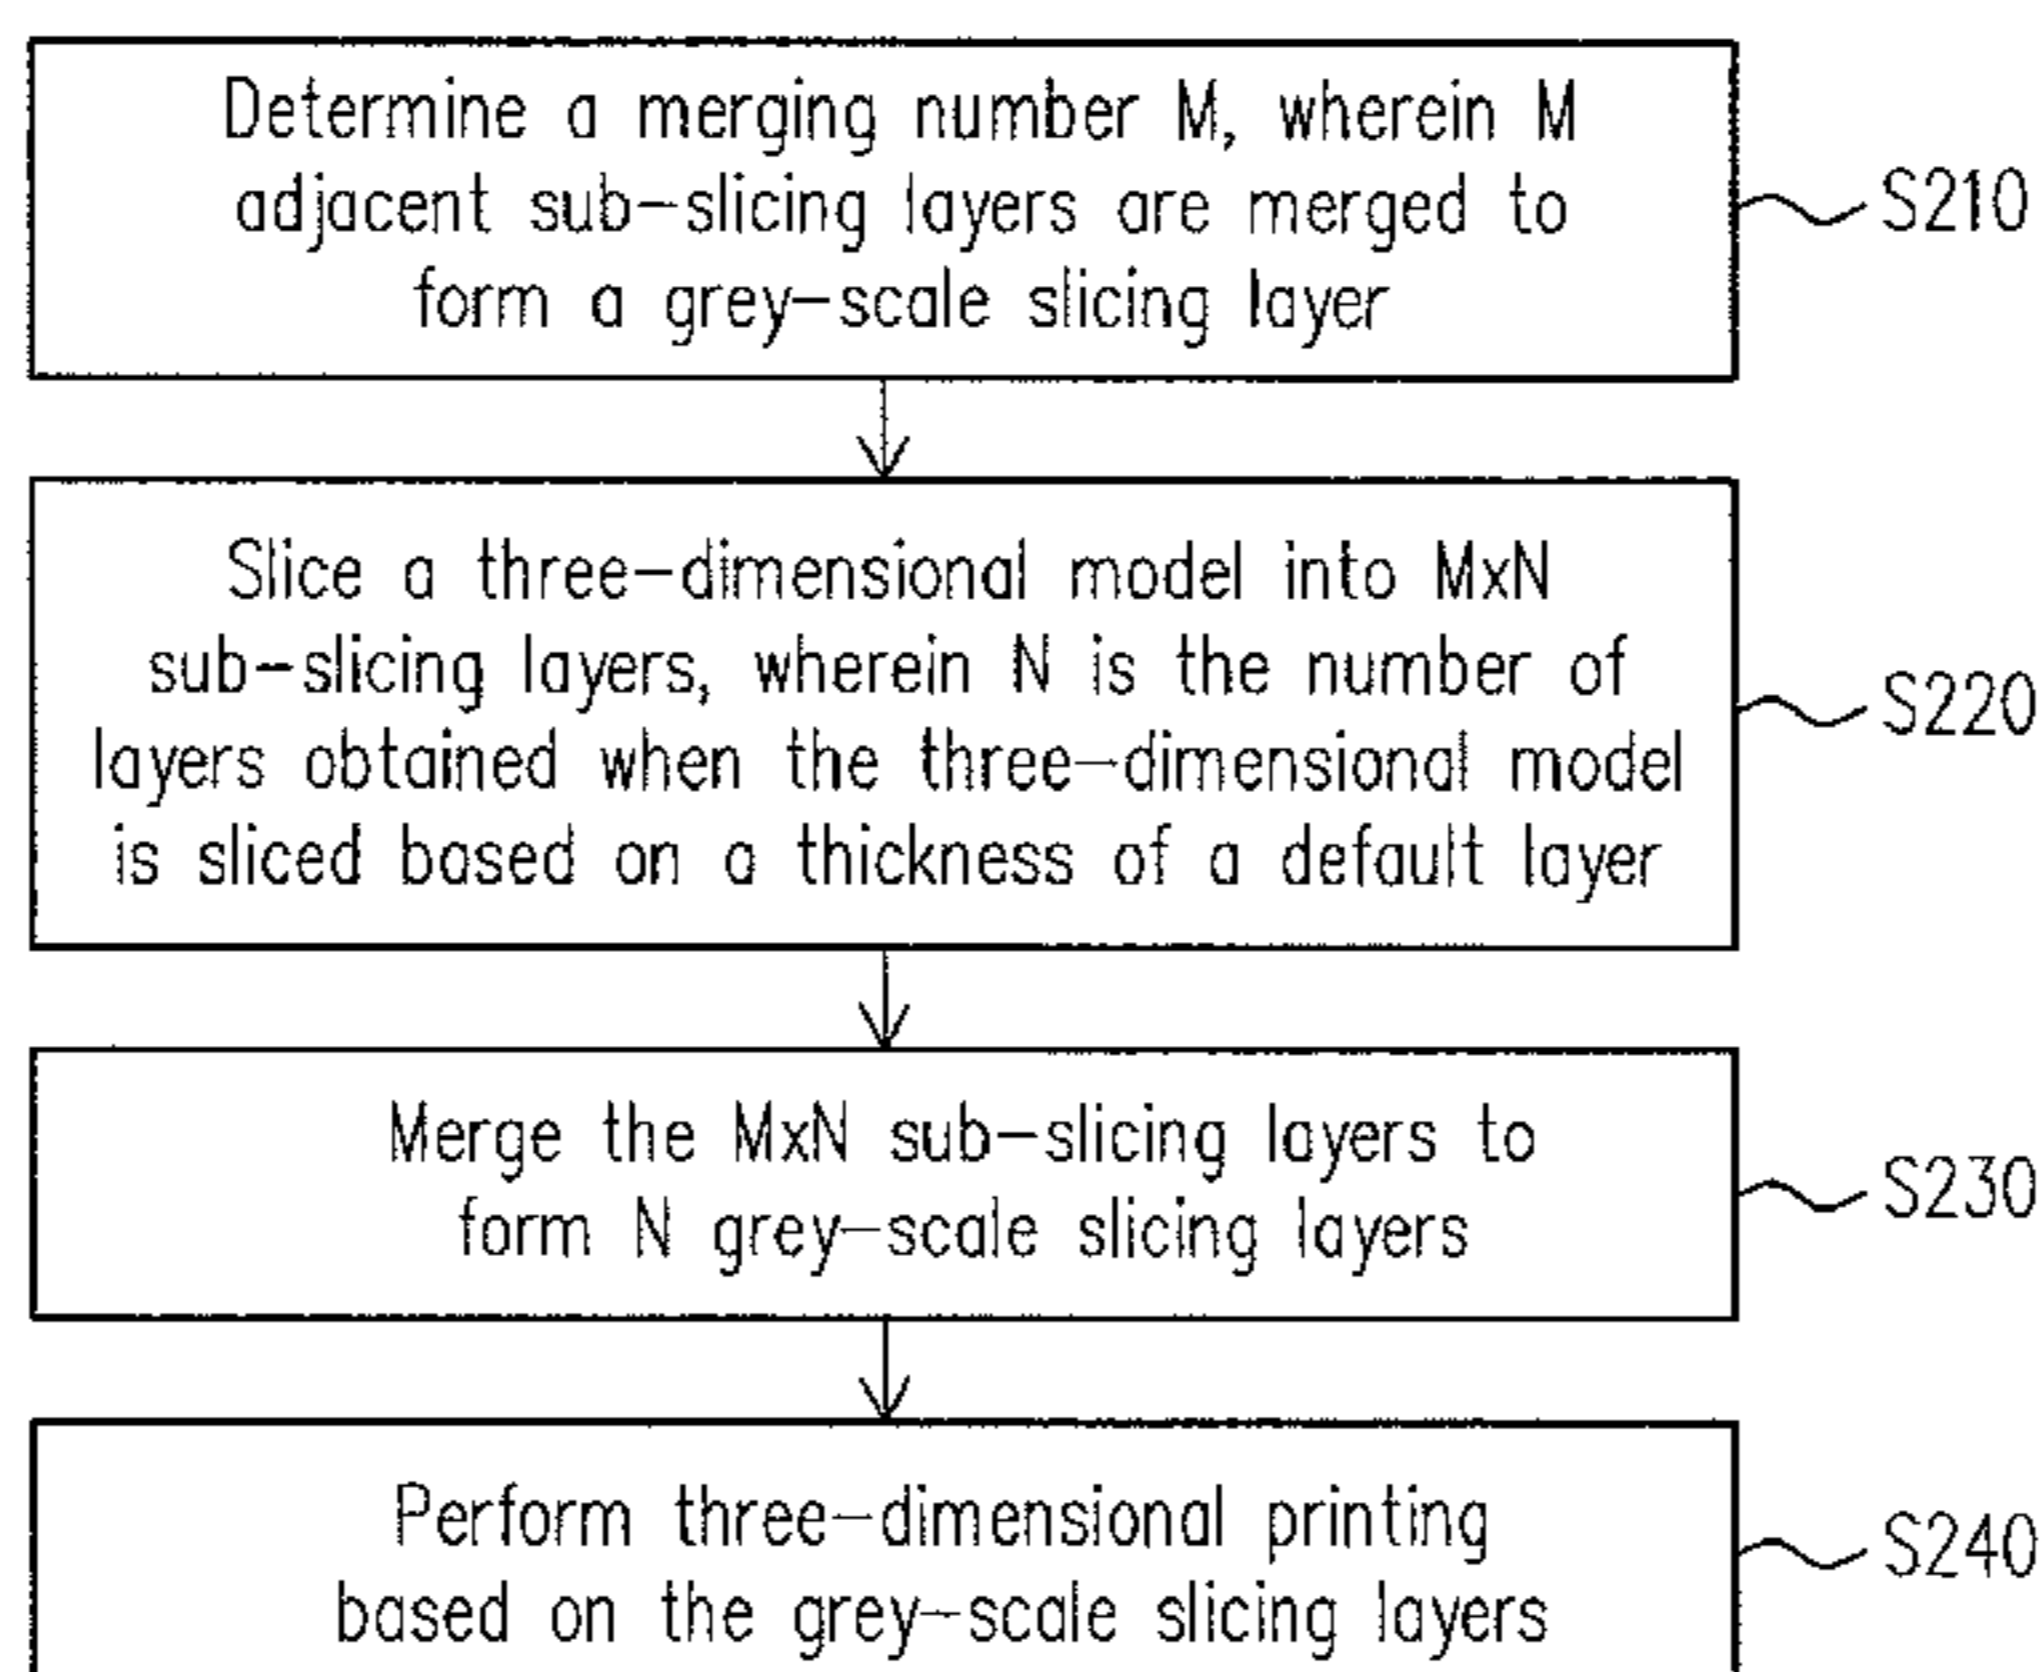 Determine a merging number M, wherein M
adjacent sub-slicing layers are merged to
form a grey-scale slicing layer
S210
Slice a three-dimensional model into MxN
sub-slicing layers, wherein N is the number of
layers obtained when the three-dimensional model
is sliced based on a thickness of a default layer
S220
Merge the MxN sub-slicing layers to
form N grey-scale slicing layers
S230
Perform three-dimensional printing
based on the grey-scale slicing layers
S240